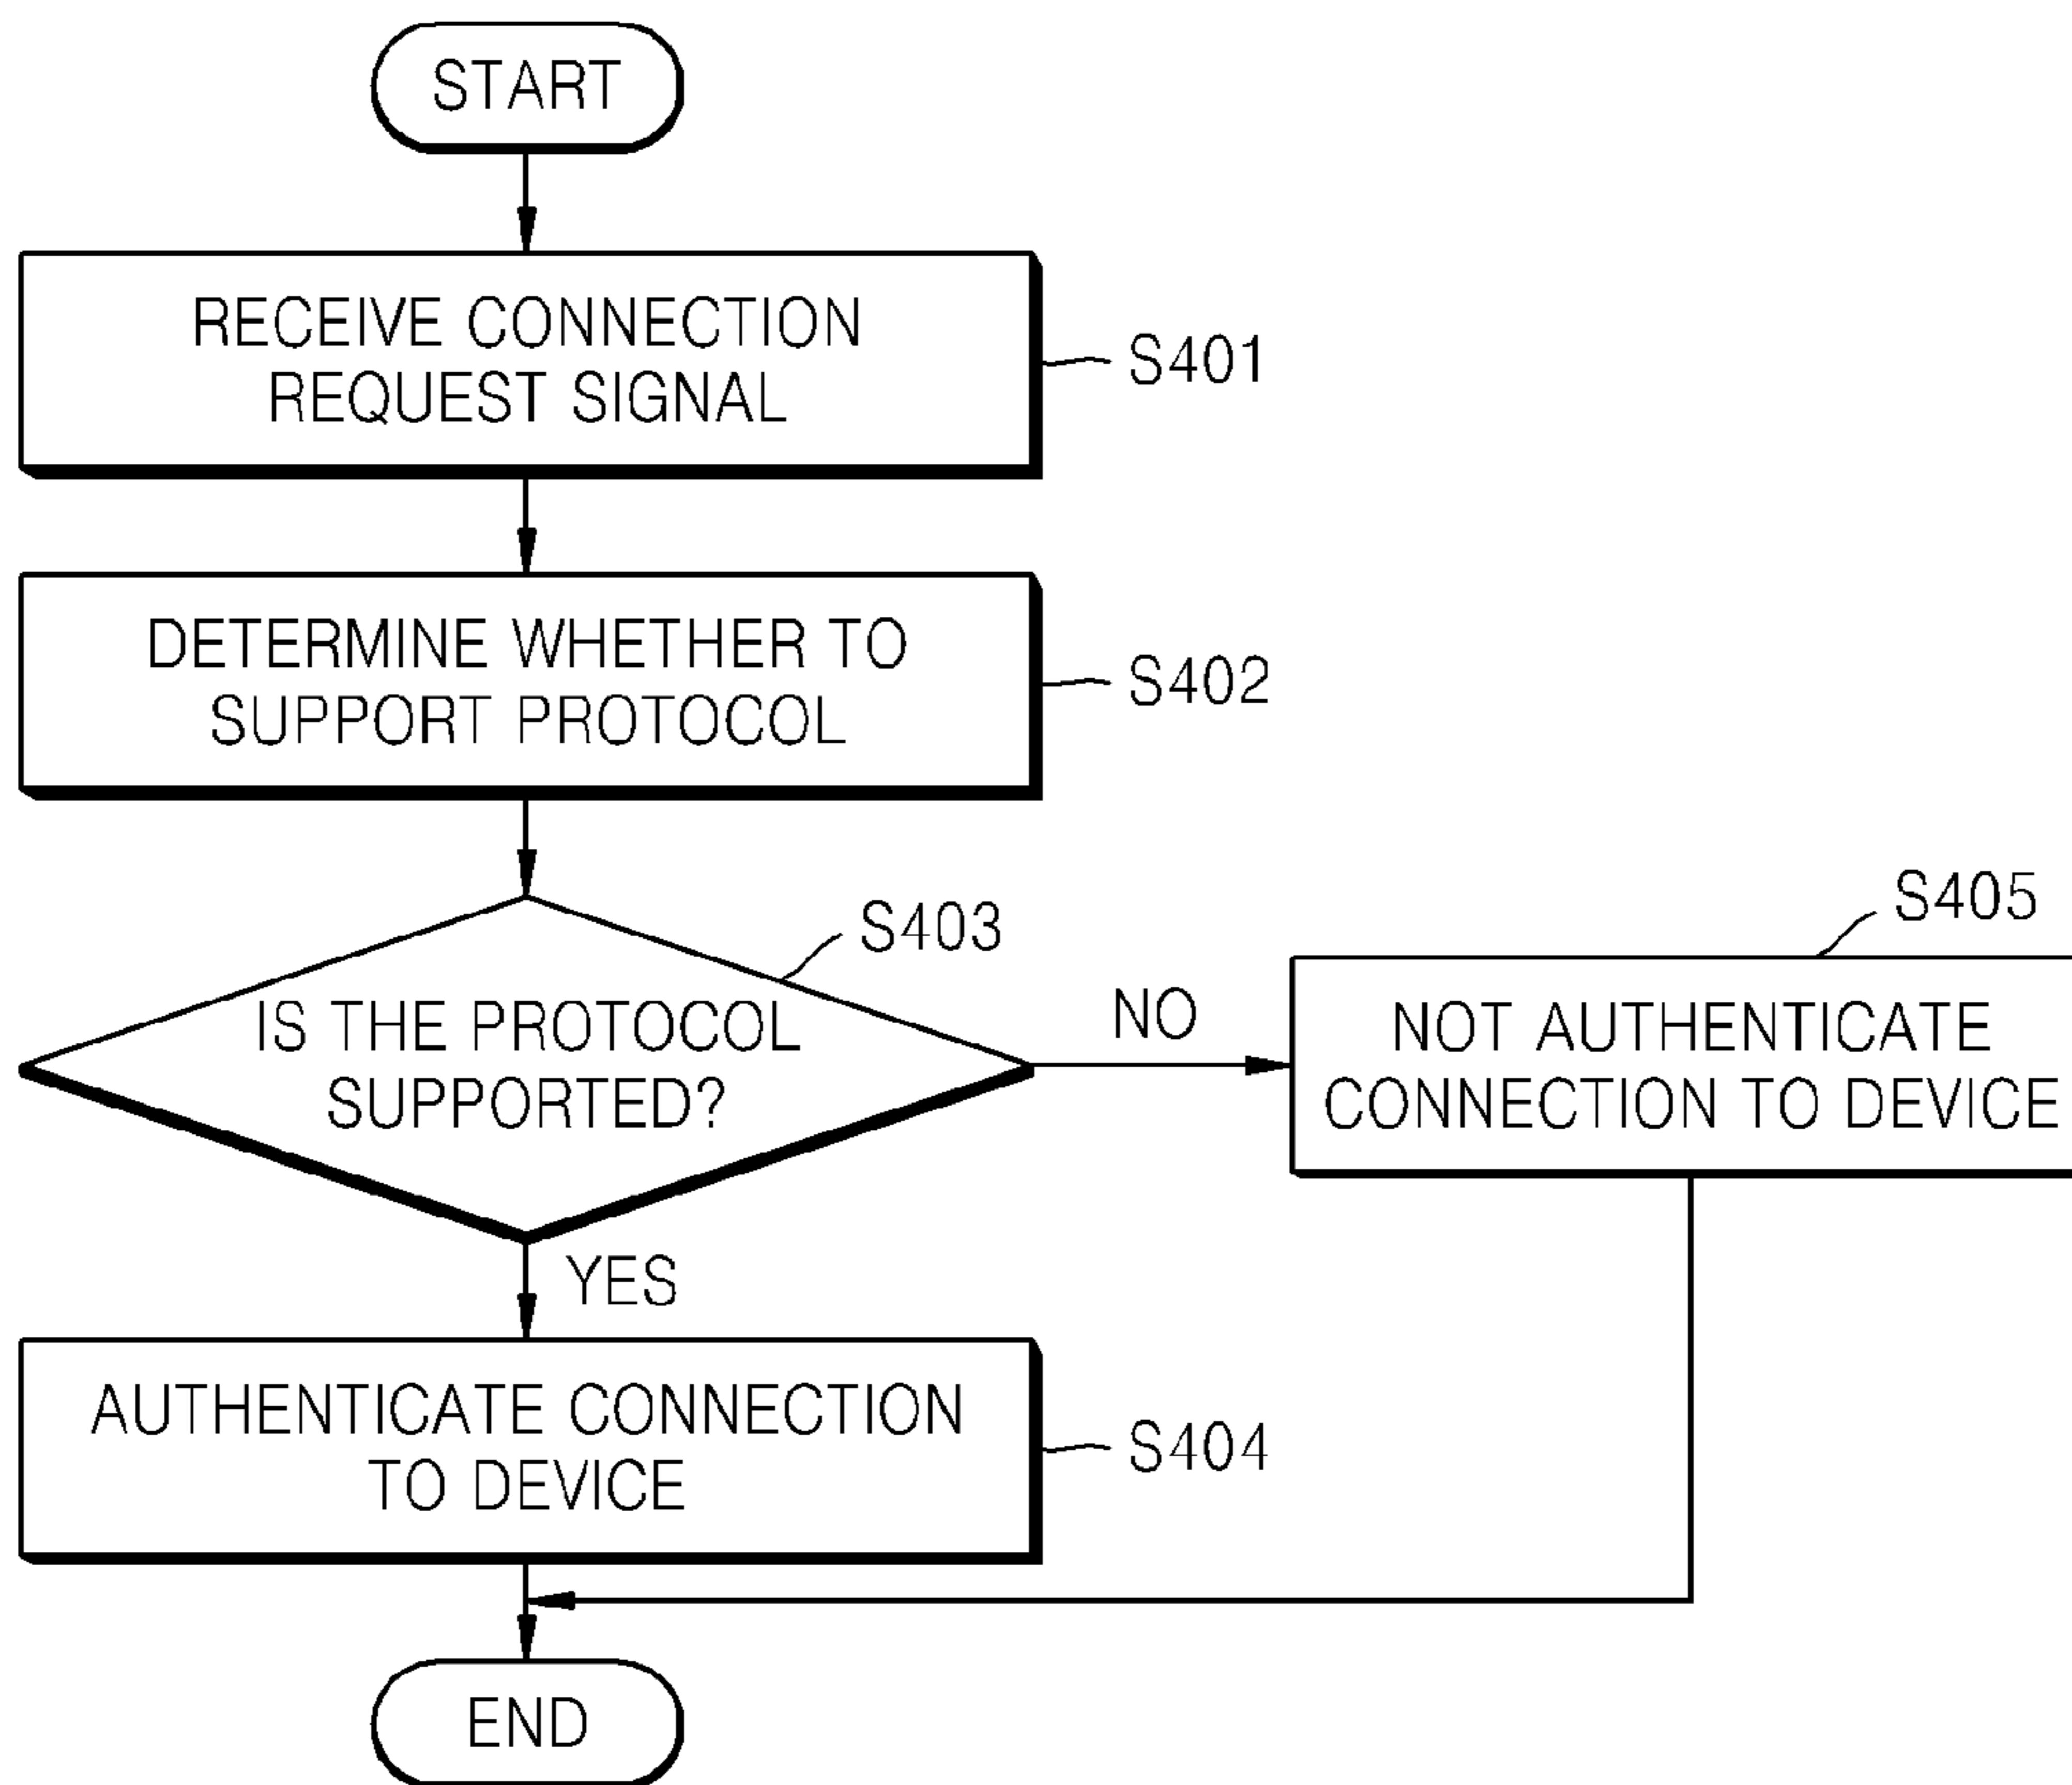 START
RECEIVE CONNECTION
REQUEST SIGNAL
S401
DETERMINE WHETHER TO
SUPPORT PROTOCOL
S402
IS THE PROTOCOL
SUPPORTED?
S403
NO
S405
NOT AUTHENTICATE
CONNECTION TO DEVICE
YES
AUTHENTICATE CONNECTION
TO DEVICE
S404
END